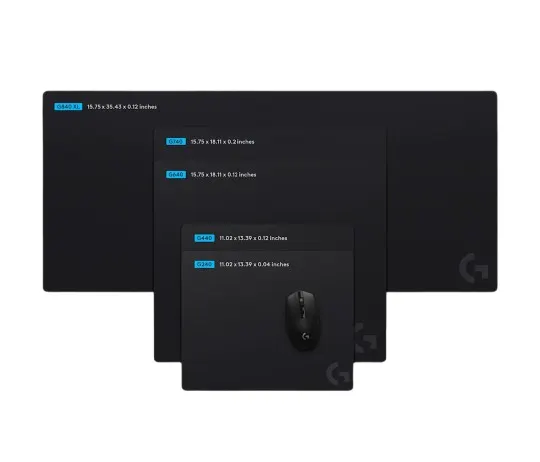 G840 XL 15.75 x 35.43 x 0.12 inches
G740 15.75 x 18.11 x 0.2 inches
G640 15.75 x 18.11 x 0.12 inches
G440 11.02 x 13.39 x 0.12 inches
G240 11.02 x 13.39 x 0.04 inches